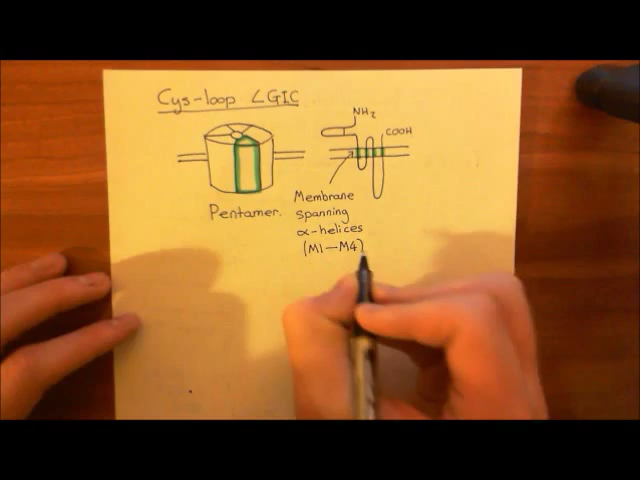 Cys-loop LGIC
NH₂
COOH
Pentamer.
Membrane
spanning
α-helices
(M1—M4)